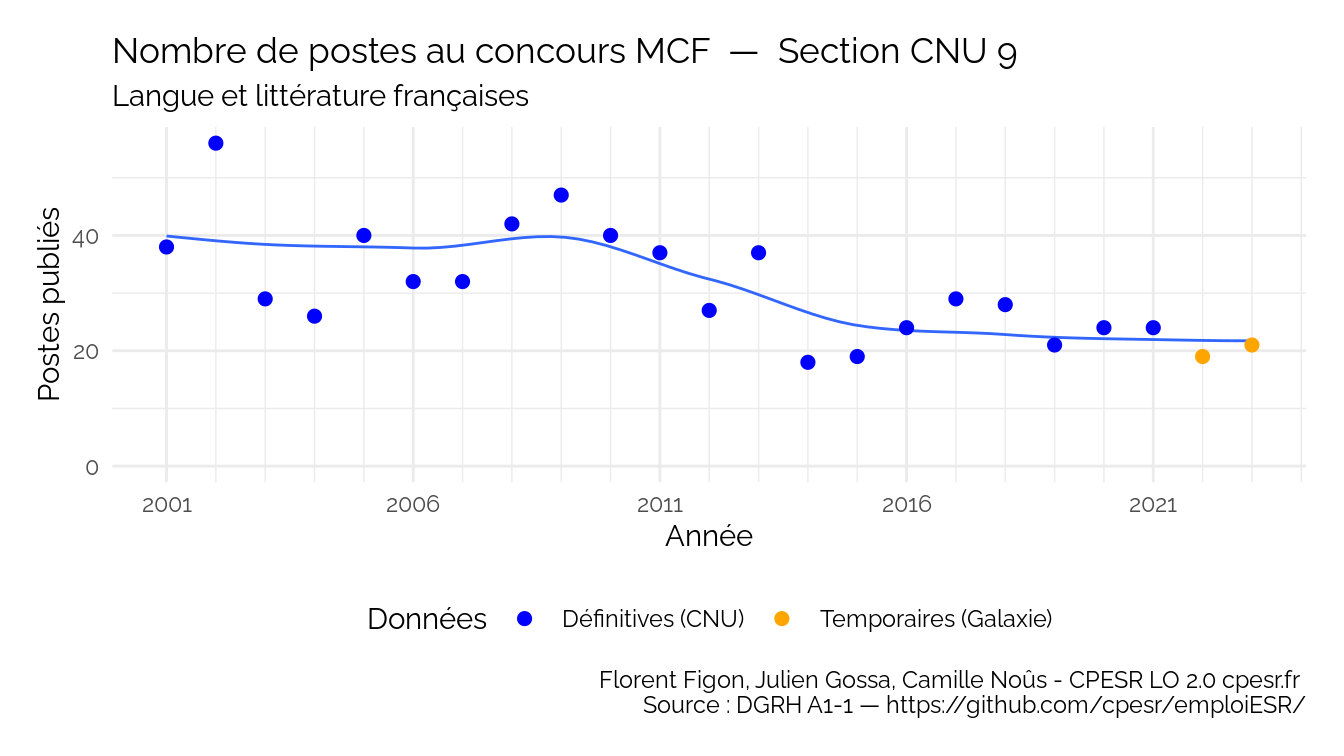 Nombre de postes au concours MCF — Section CNU 9
Langue et littérature françaises
Postes publiés
40
20
0
2001 2006 2011 2016 2021
Année
Données Définitives (CNU) Temporaires (Galaxie)
Florent Figon, Julien Gossa, Camille Noûs - CPESR LO 2.0 cpesr.fr
Source : DGRH A1-1 — https://github.com/cpesr/emploiESR/